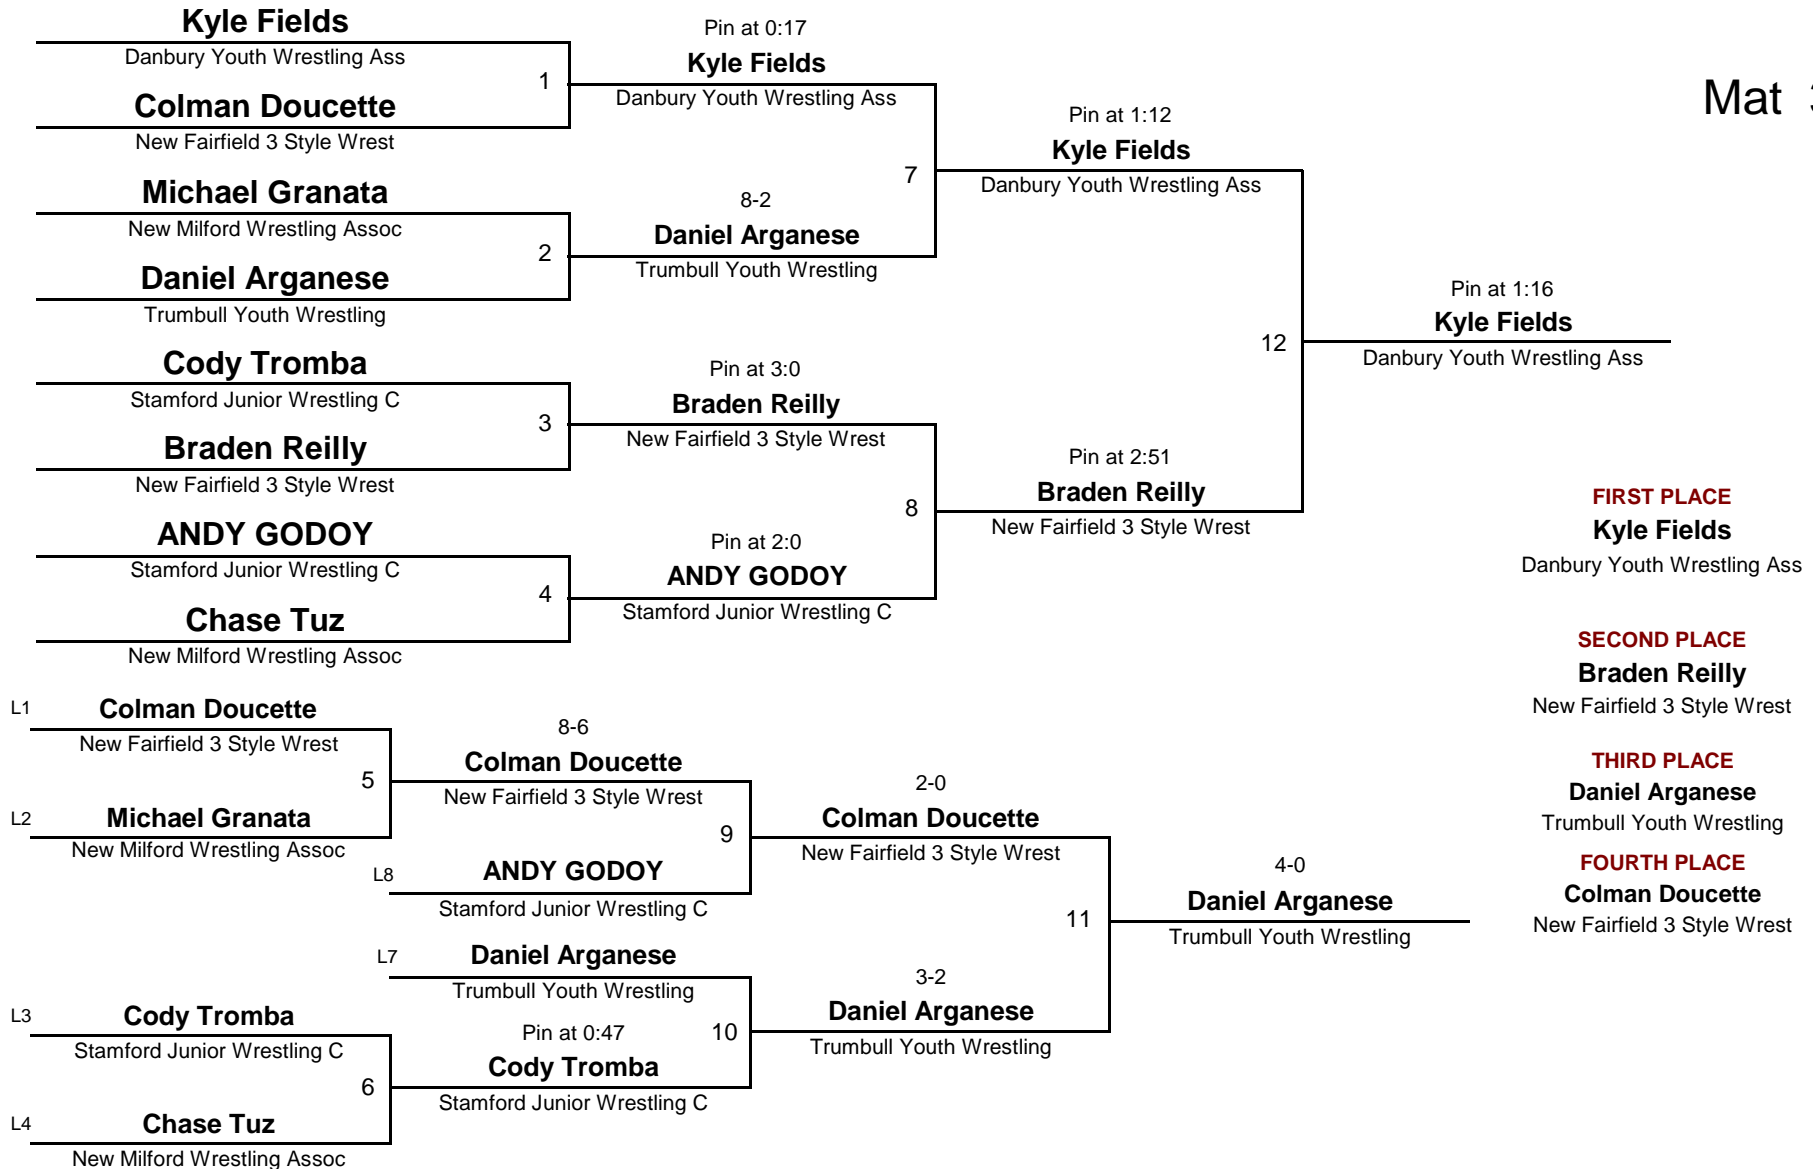 Kyle Fields
Danbury Youth Wrestling Ass
1
Colman Doucette
New Fairfield 3 Style Wrest
Michael Granata
New Milford Wrestling Assoc
2
Daniel Arganese
Trumbull Youth Wrestling
Cody Tromba
Stamford Junior Wrestling C
3
Braden Reilly
New Fairfield 3 Style Wrest
ANDY GODOY
Stamford Junior Wrestling C
4
Chase Tuz
New Milford Wrestling Assoc
Pin at 0:17
Kyle Fields
Danbury Youth Wrestling Ass
7
8-2
Daniel Arganese
Trumbull Youth Wrestling
Pin at 3:0
Braden Reilly
New Fairfield 3 Style Wrest
8
Pin at 2:0
ANDY GODOY
Stamford Junior Wrestling C
Pin at 1:12
Kyle Fields
Danbury Youth Wrestling Ass
12
Pin at 2:51
Braden Reilly
New Fairfield 3 Style Wrest
Pin at 1:16
Kyle Fields
Danbury Youth Wrestling Ass
Mat
FIRST PLACE
Kyle Fields
Danbury Youth Wrestling Ass
SECOND PLACE
Braden Reilly
New Fairfield 3 Style Wrest
THIRD PLACE
Daniel Arganese
Trumbull Youth Wrestling
FOURTH PLACE
Colman Doucette
New Fairfield 3 Style Wrest
L1 Colman Doucette
New Fairfield 3 Style Wrest
5
L2 Michael Granata
New Milford Wrestling Assoc
8-6
Colman Doucette
New Fairfield 3 Style Wrest
9
L8 ANDY GODOY
Stamford Junior Wrestling C
L7 Daniel Arganese
Trumbull Youth Wrestling
10
Pin at 0:47
Cody Tromba
Stamford Junior Wrestling C
L3 Cody Tromba
Stamford Junior Wrestling C
6
L4 Chase Tuz
New Milford Wrestling Assoc
2-0
Colman Doucette
New Fairfield 3 Style Wrest
11
3-2
Daniel Arganese
Trumbull Youth Wrestling
4-0
Daniel Arganese
Trumbull Youth Wrestling